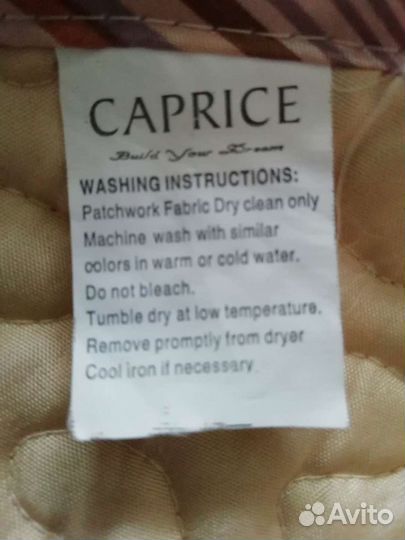 CAPRICE
Build Your Dream
WASHING INSTRUCTIONS:
Patchwork Fabric Dry clean only
Machine wash with similar
colors in warm or cold water.
Do not bleach.
Tumble dry at low temperature.
Remove promptly from dryer
Cool iron if necessary.
Avito